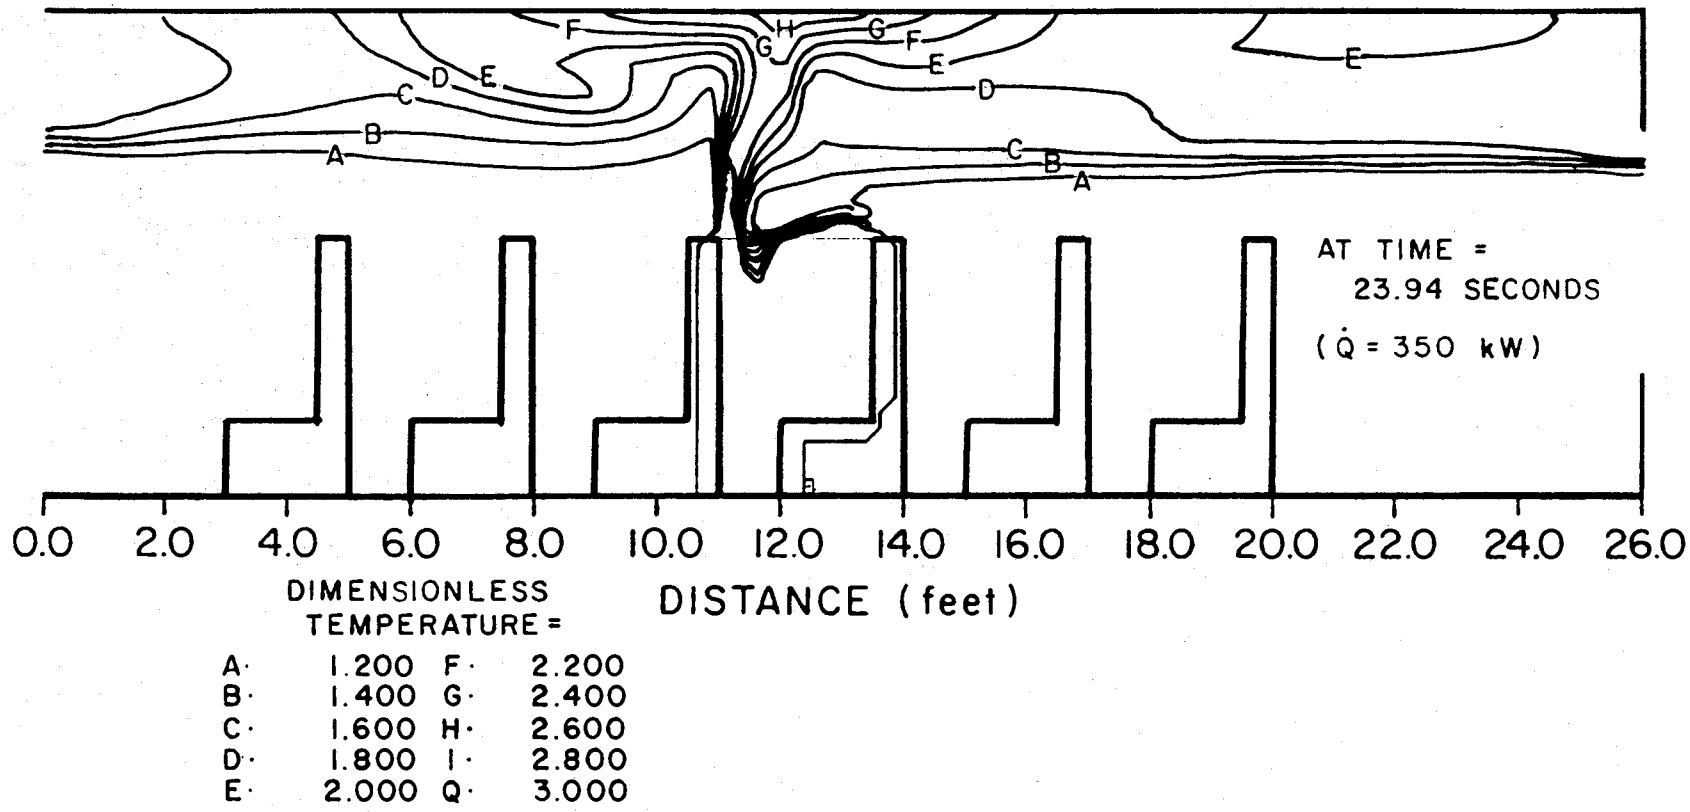 F H G
G F
D E E E
C D
B C
A B
A
AT TIME =
23.94 SECONDS
(Q̇ = 350 kW)
0.0 2.0 4.0 6.0 8.0 10.0 12.0 14.0 16.0 18.0 20.0 22.0 24.0 26.0
DISTANCE (feet)
DIMENSIONLESS
TEMPERATURE =
A· 1.200 F· 2.200
B· 1.400 G· 2.400
C· 1.600 H· 2.600
D· 1.800 I· 2.800
E· 2.000 Q· 3.000